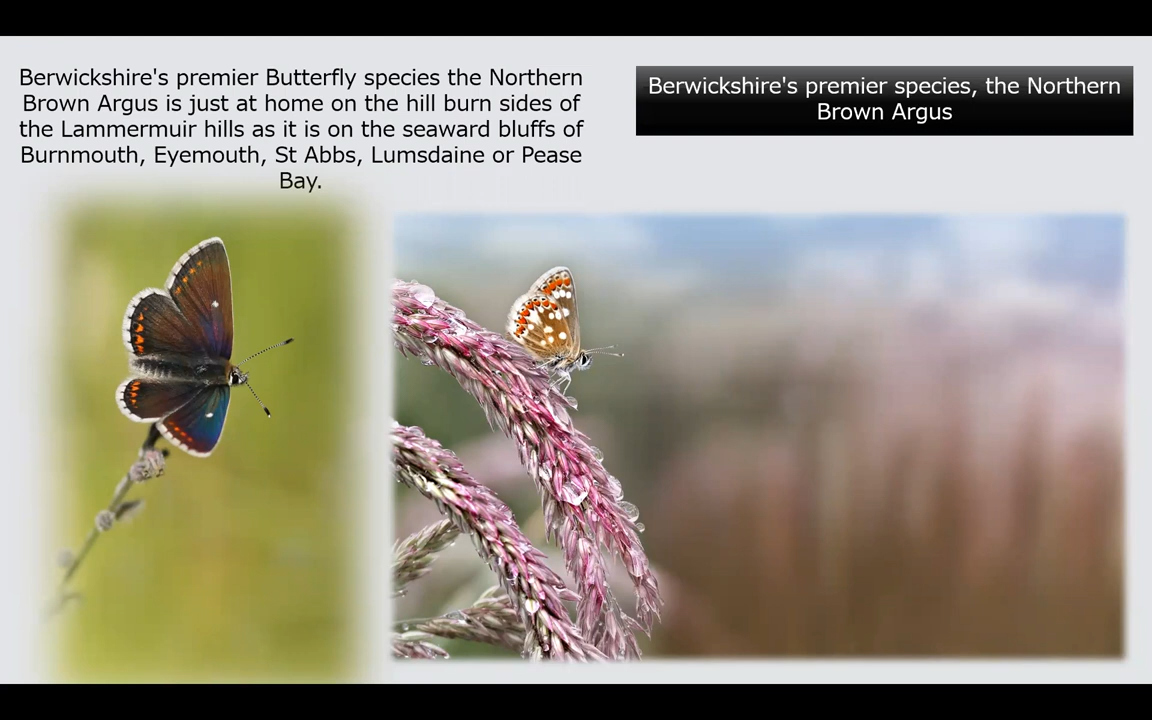 Berwickshire's premier Butterfly species the Northern
Brown Argus is just at home on the hill burn sides of
the Lammermuir hills as it is on the seaward bluffs of
Burnmouth, Eyemouth, St Abbs, Lumsdaine or Pease
Bay.
Berwickshire's premier species, the Northern
Brown Argus